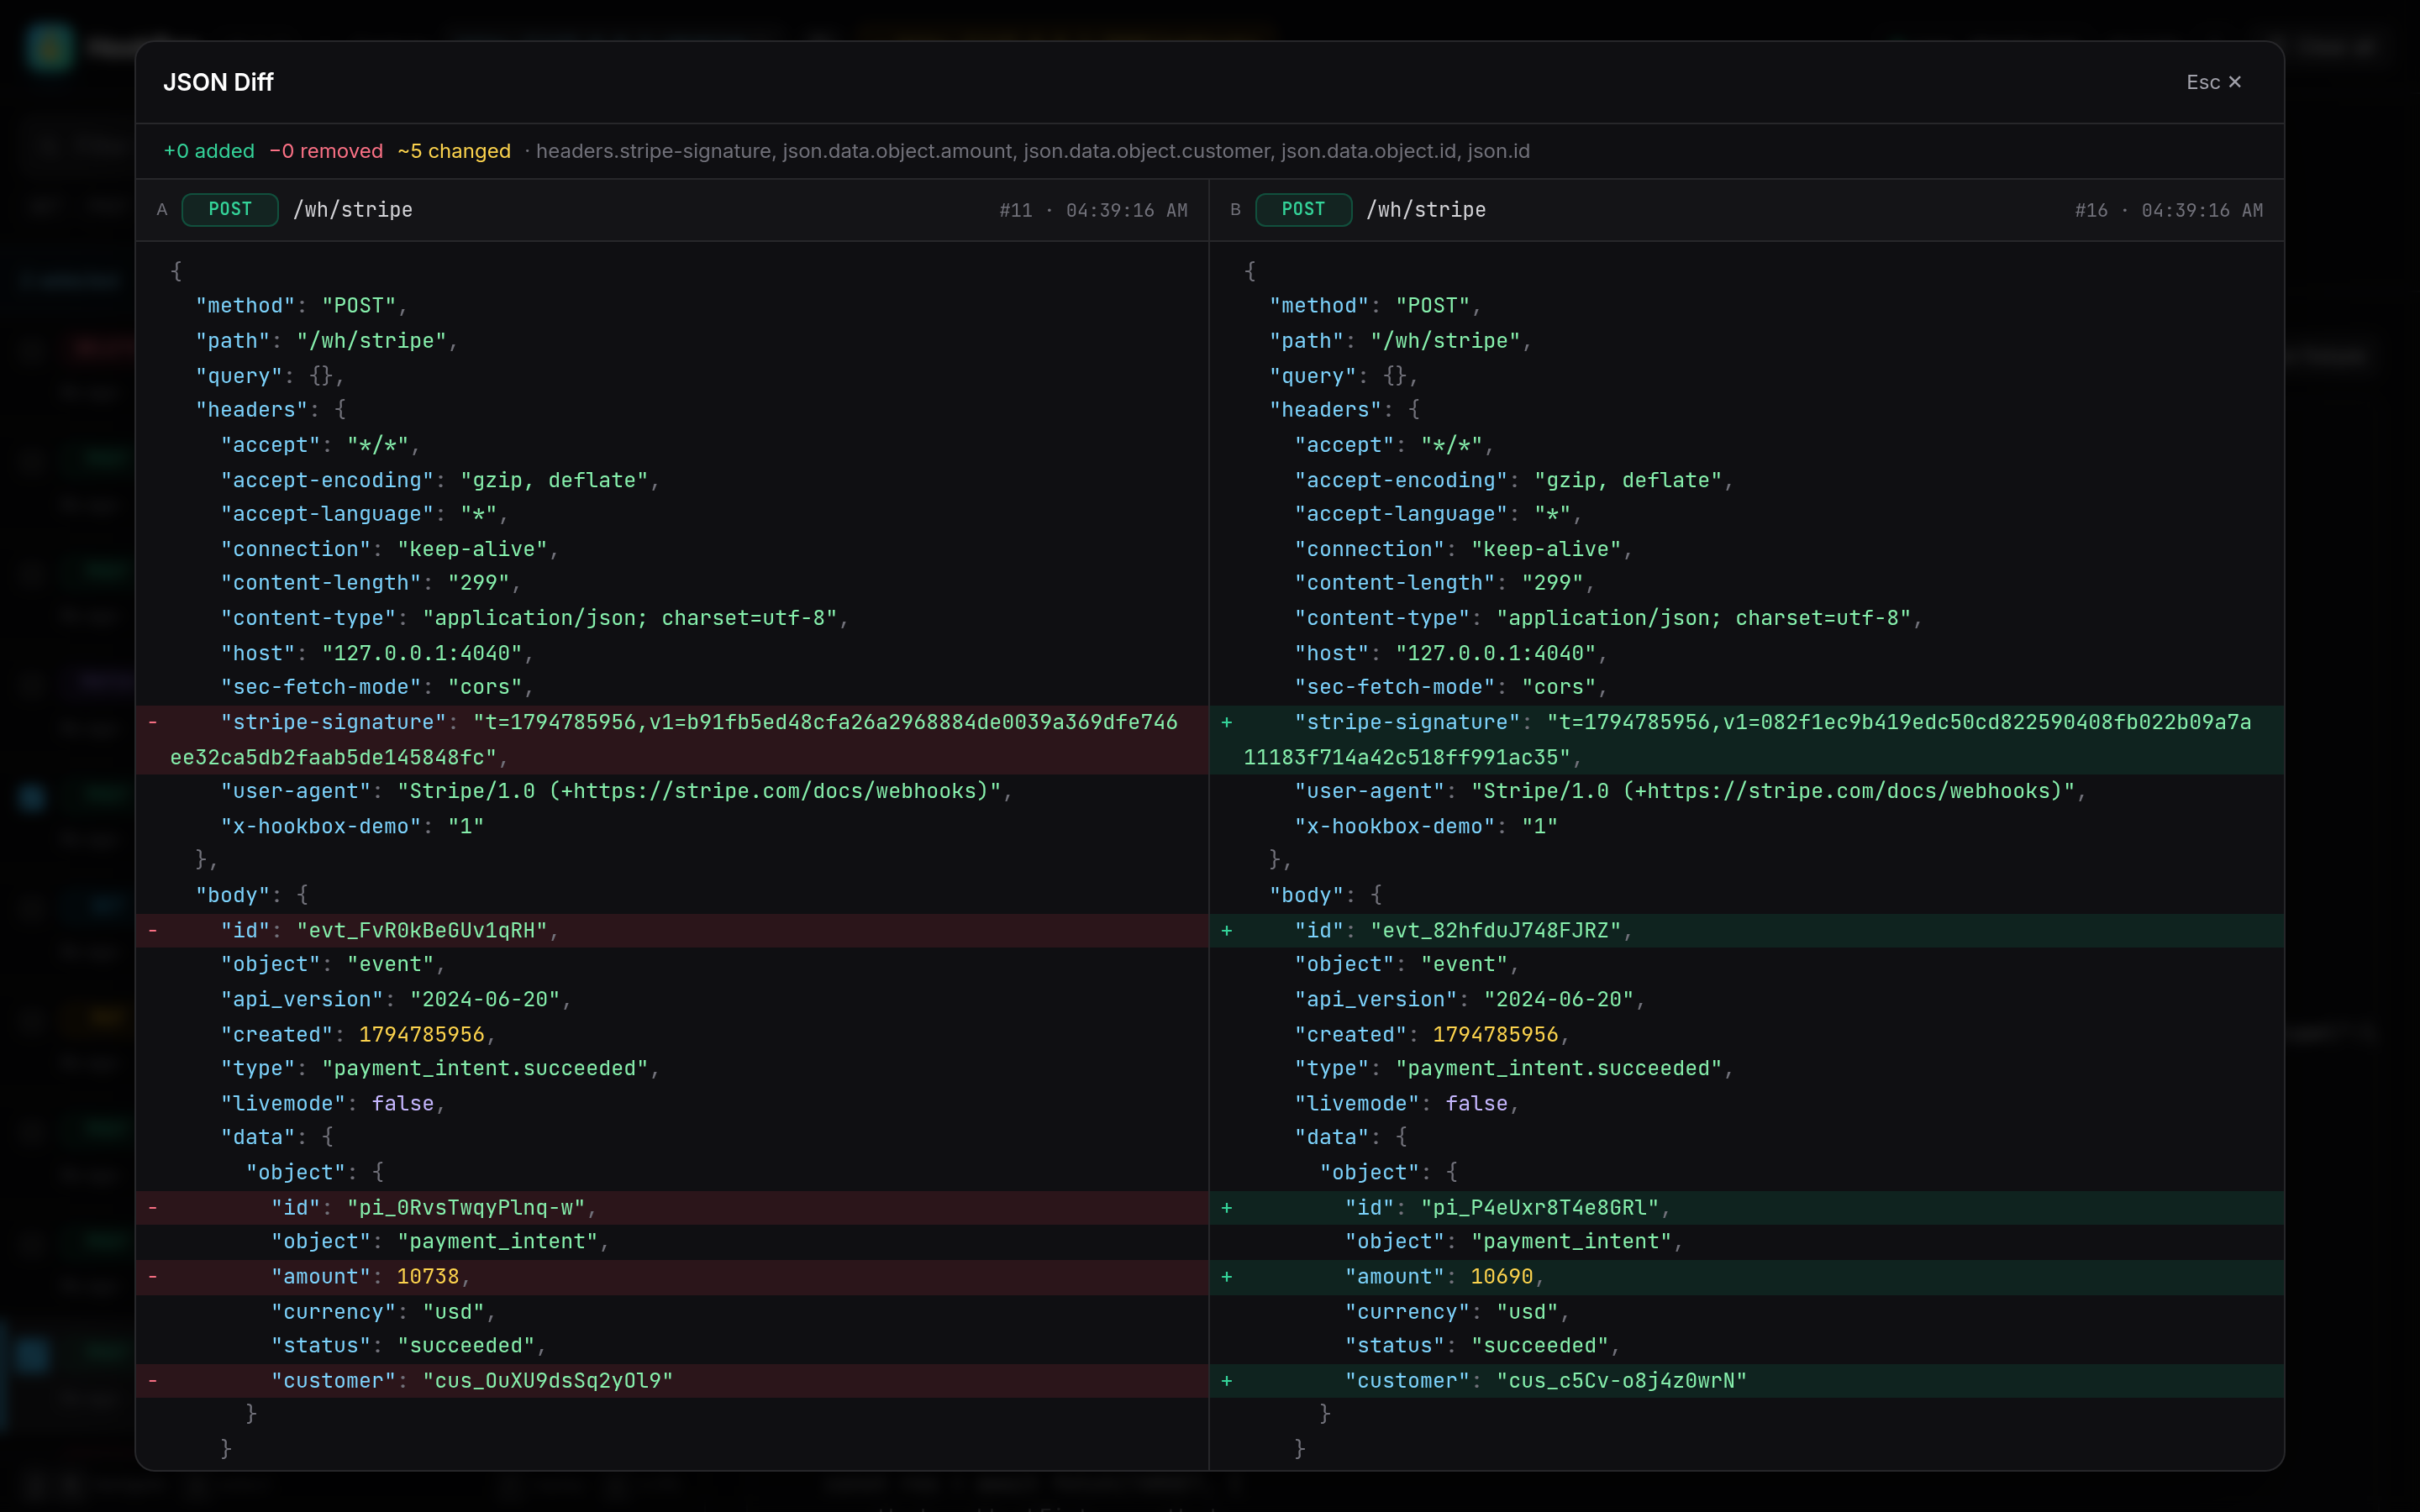 JSON Diff
Esc ✕
+0 added −0 removed ~5 changed · headers.stripe-signature, json.data.object.amount, json.data.object.customer, json.data.object.id, json.id
A POST /wh/stripe #11 · 04:39:16 AM
{
"method": "POST",
"path": "/wh/stripe",
"query": {},
"headers": {
"accept": "*/*",
"accept-encoding": "gzip, deflate",
"accept-language": "*",
"connection": "keep-alive",
"content-length": "299",
"content-type": "application/json; charset=utf-8",
"host": "127.0.0.1:4040",
"sec-fetch-mode": "cors",
- "stripe-signature": "t=1794785956,v1=b91fb5ed48cfa26a2968884de0039a369dfe746
ee32ca5db2faab5de145848fc",
"user-agent": "Stripe/1.0 (+https://stripe.com/docs/webhooks)",
"x-hookbox-demo": "1"
},
"body": {
- "id": "evt_FvR0kBeGUv1qRH",
"object": "event",
"api_version": "2024-06-20",
"created": 1794785956,
"type": "payment_intent.succeeded",
"livemode": false,
"data": {
"object": {
- "id": "pi_0RvsTwqyPlnq-w",
"object": "payment_intent",
- "amount": 10738,
"currency": "usd",
"status": "succeeded",
- "customer": "cus_OuXU9dsSq2yOl9"
}
}
B POST /wh/stripe #16 · 04:39:16 AM
{
"method": "POST",
"path": "/wh/stripe",
"query": {},
"headers": {
"accept": "*/*",
"accept-encoding": "gzip, deflate",
"accept-language": "*",
"connection": "keep-alive",
"content-length": "299",
"content-type": "application/json; charset=utf-8",
"host": "127.0.0.1:4040",
"sec-fetch-mode": "cors",
+ "stripe-signature": "t=1794785956,v1=082f1ec9b419edc50cd822590408fb022b09a7a
11183f714a42c518ff991ac35",
"user-agent": "Stripe/1.0 (+https://stripe.com/docs/webhooks)",
"x-hookbox-demo": "1"
},
"body": {
+ "id": "evt_82hfduJ748FJRZ",
"object": "event",
"api_version": "2024-06-20",
"created": 1794785956,
"type": "payment_intent.succeeded",
"livemode": false,
"data": {
"object": {
+ "id": "pi_P4eUxr8T4e8GRl",
"object": "payment_intent",
+ "amount": 10690,
"currency": "usd",
"status": "succeeded",
+ "customer": "cus_c5Cv-o8j4z0wrN"
}
}